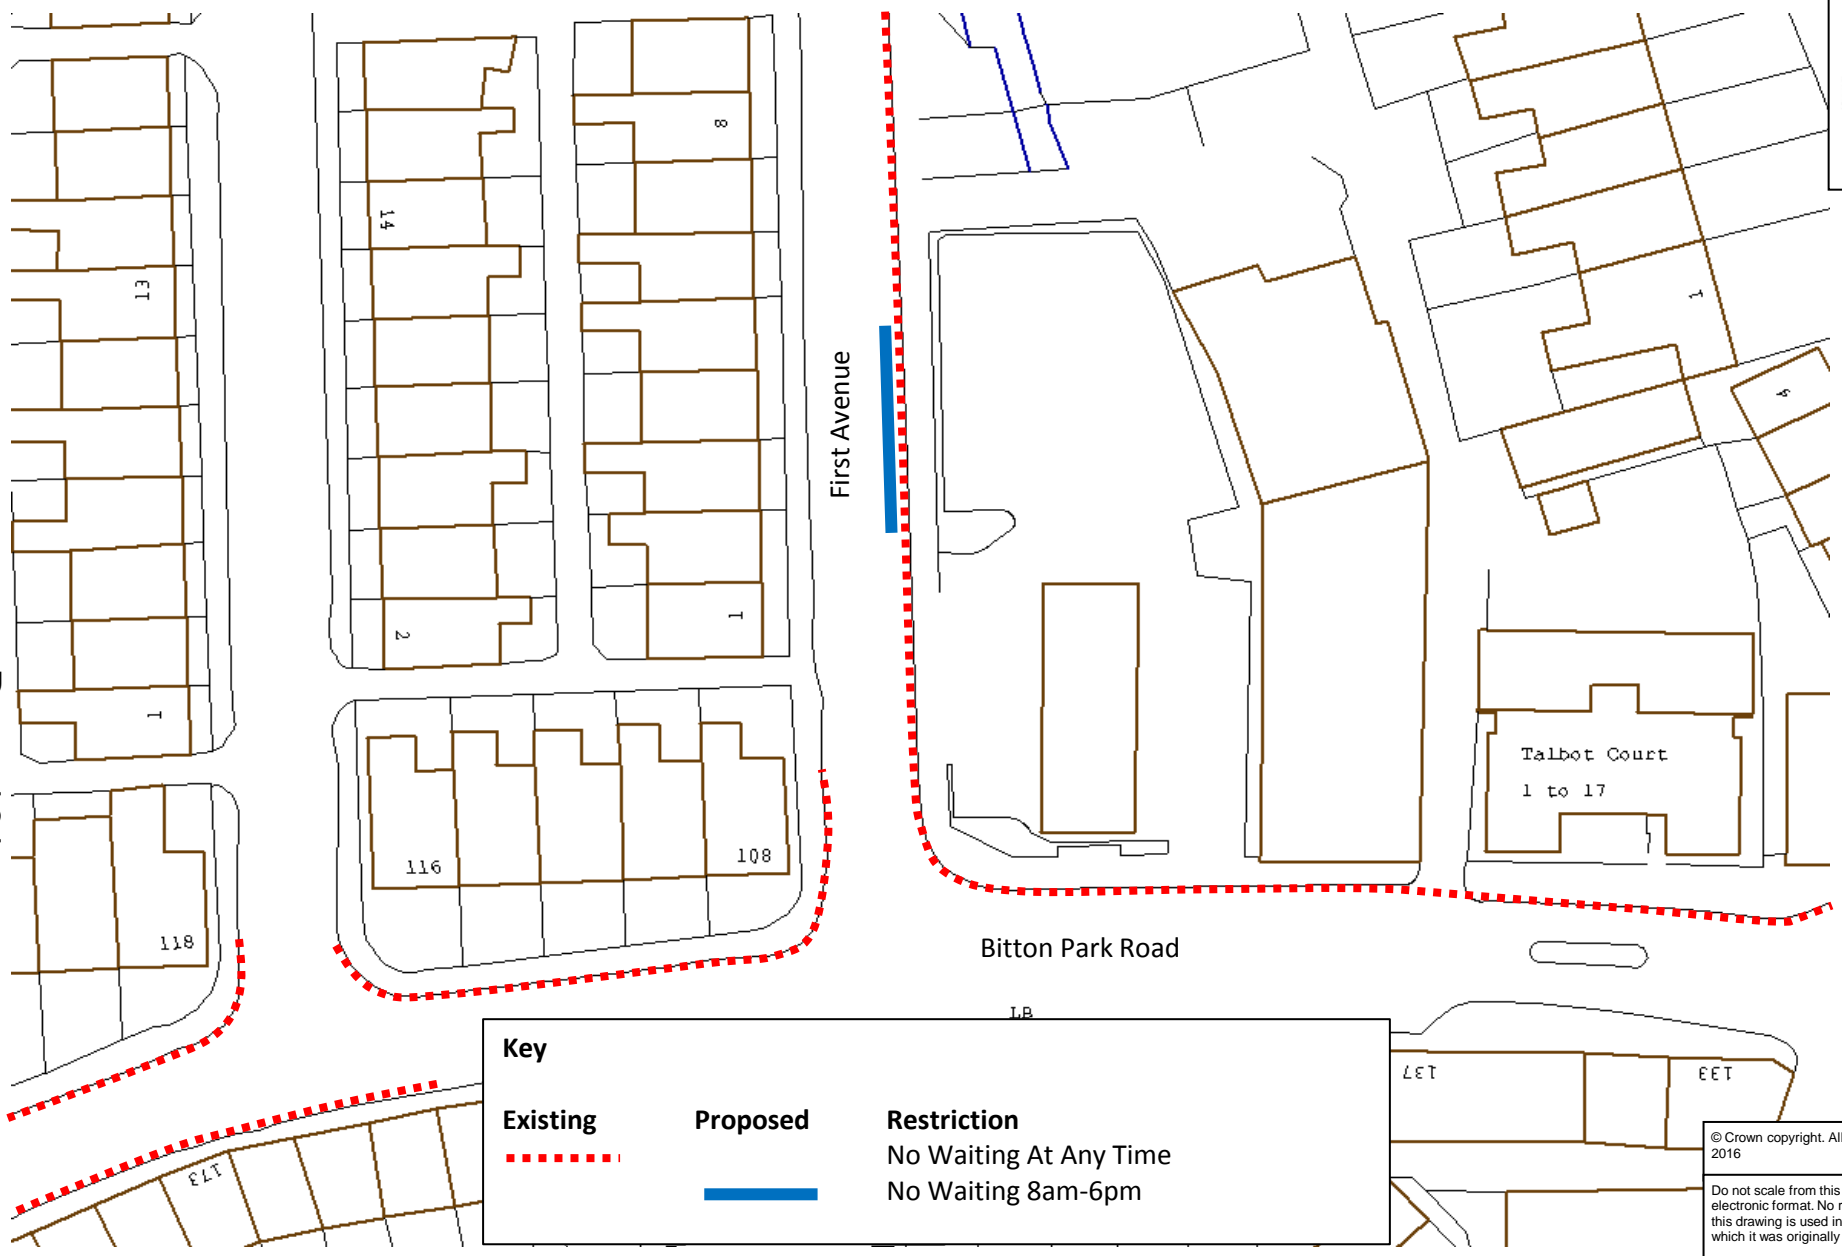 8
14
13
First Avenue
1
4
2
1
1
Talbot Court
1 to 17
116
108
118
Bitton Park Road
LB
Key
137
133
Existing Proposed Restriction
No Waiting At Any Time
No Waiting 8am-6pm
173
© Crown copyright. All
2016
Do not scale from this
electronic format. No
this drawing is used in
which it was originally